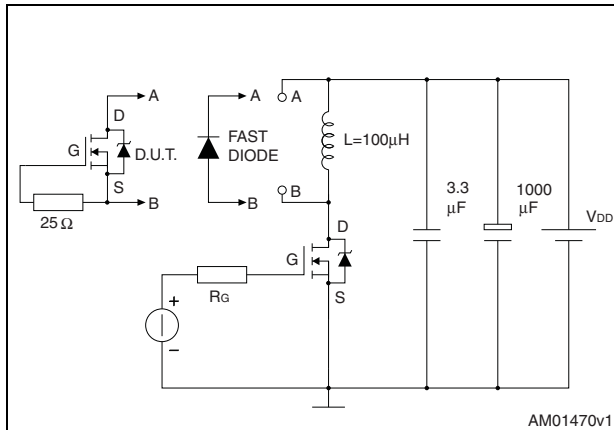 A
A
A
D
G
D.U.T.
FAST
DIODE
L=100µH
S
B
B
B
25 Ω
3.3
µF
1000
µF
VDD
D
G
S
RG
+
−
AM01470v1